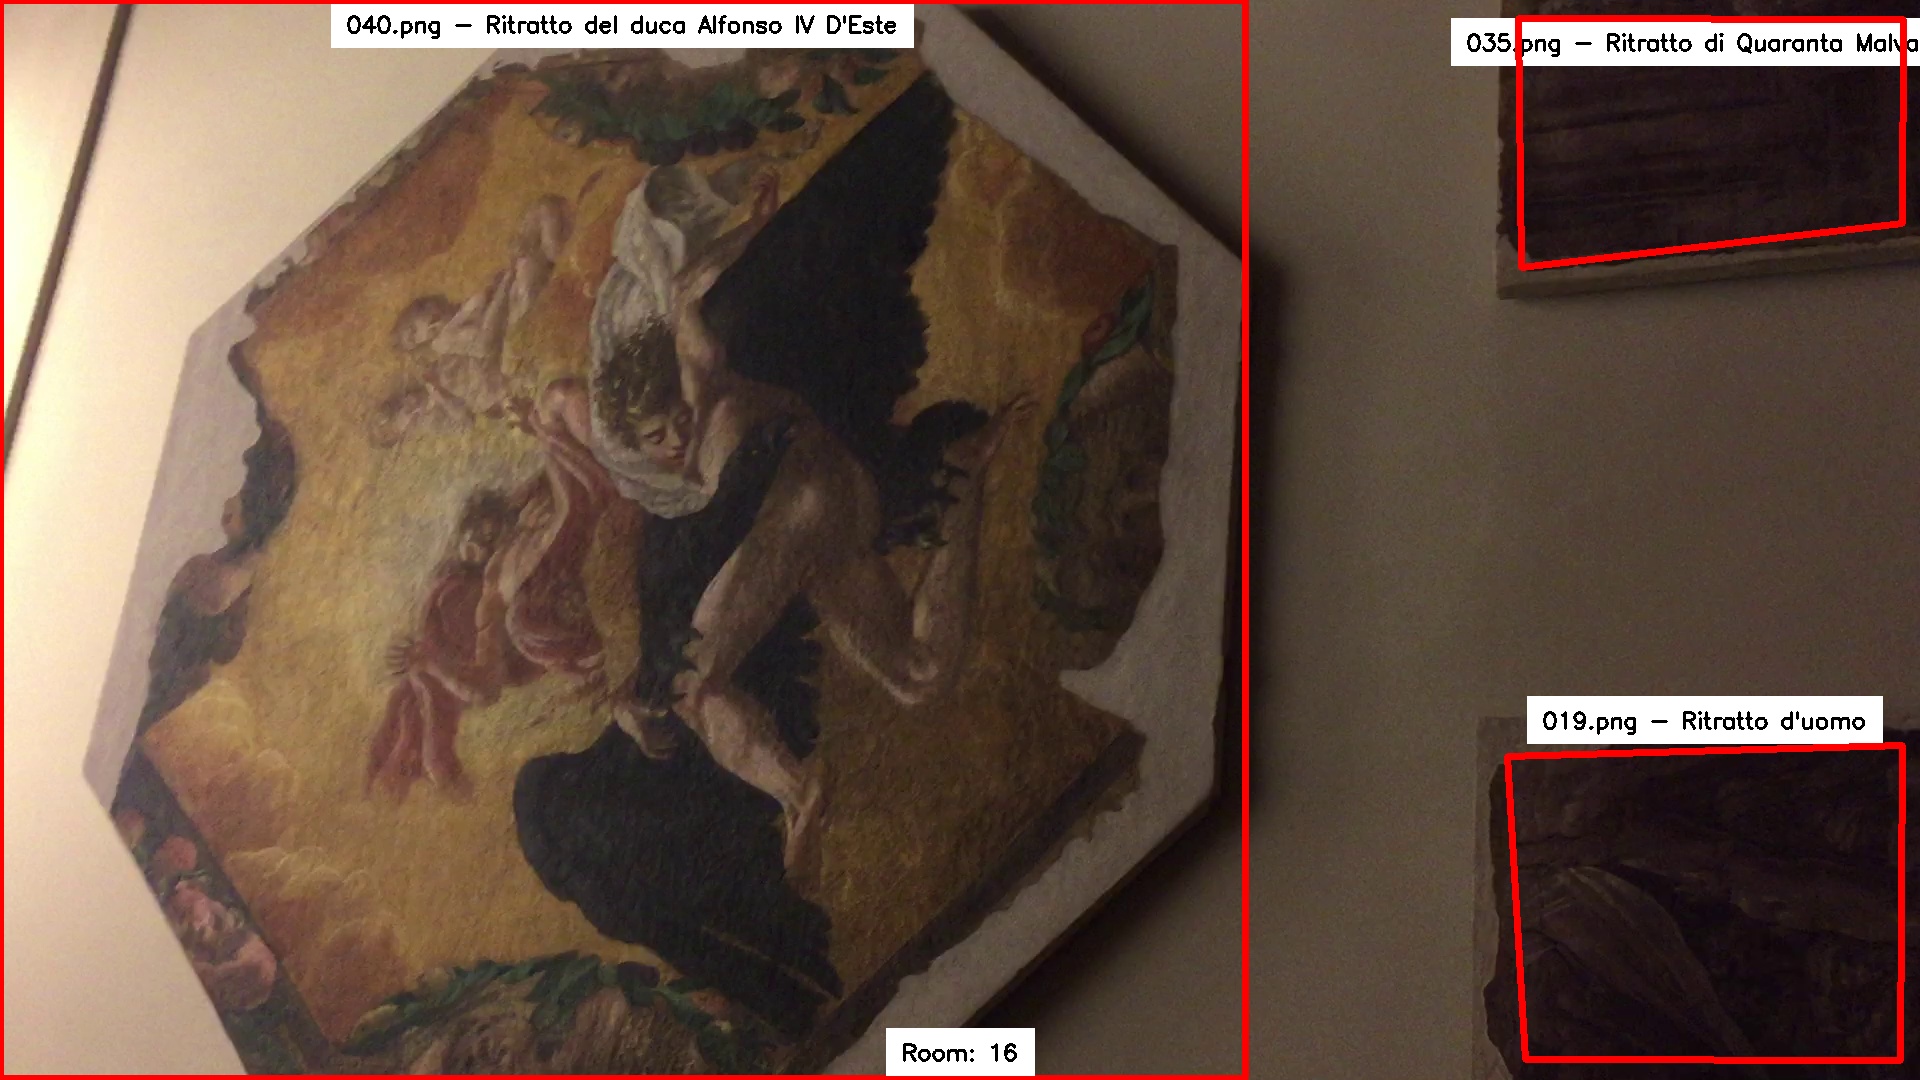 040.png - Ritratto del duca Alfonso IV D'Este
035.png - Ritratto di Quaranta Malva
019.png - Ritratto d'uomo
Room: 16